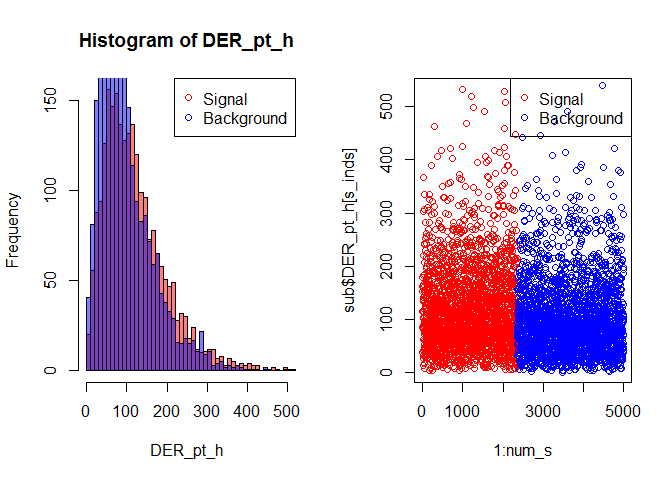 Histogram of DER_pt_h
Signal
Background
Frequency
0
50
100
150
0
100
200
300
400
500
DER_pt_h
Signal
Background
sub$DER_pt_h[s_inds]
0
100
200
300
400
500
0
1000
3000
5000
1:num_s